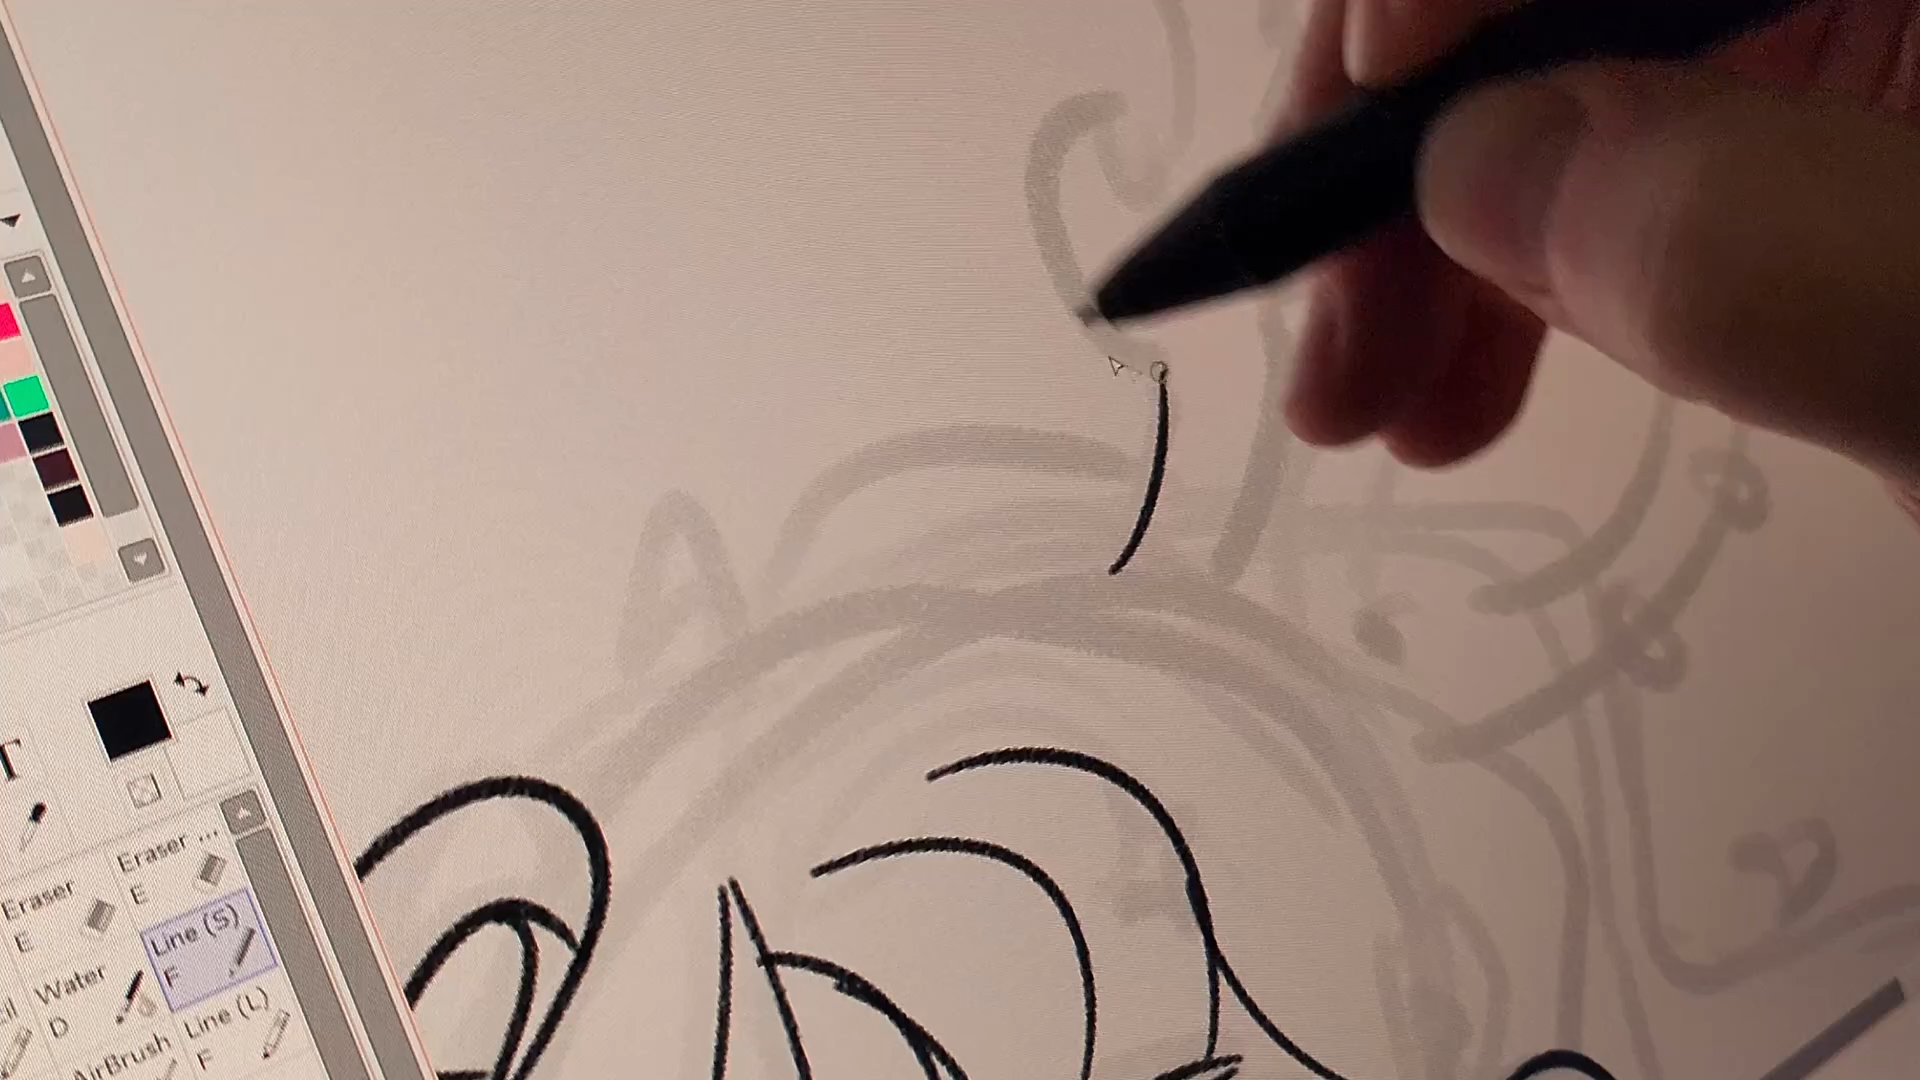 T
Eraser ...
E
Eraser
E
Line (S)
F
Water
D
Line (L)
F
AirBrush